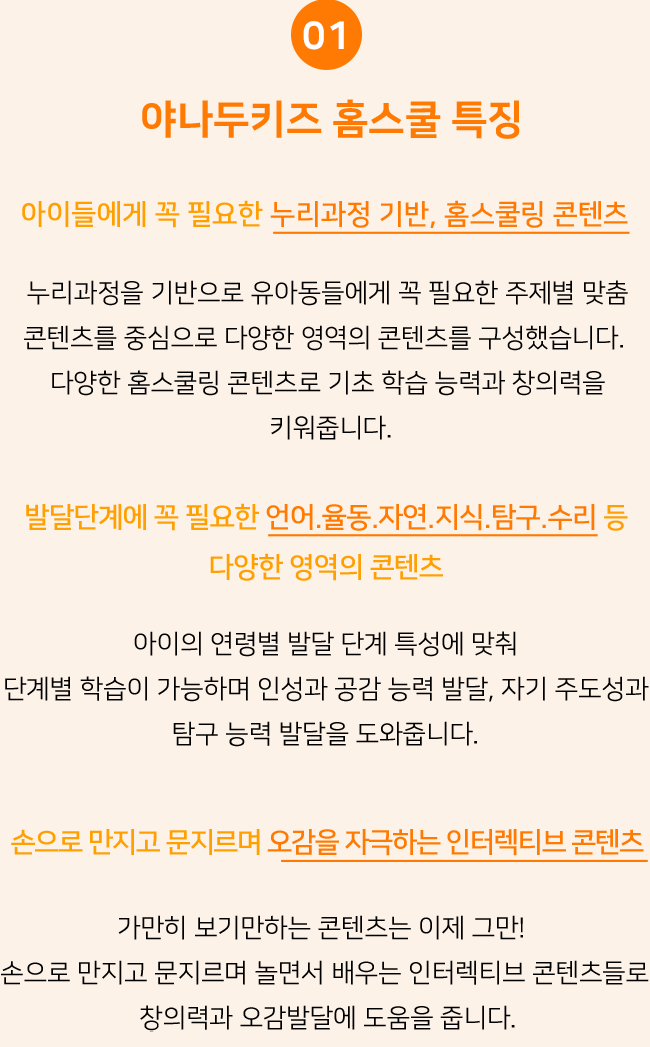 01
야나두키즈 홈스쿨 특징
아이들에게 꼭 필요한 누리과정 기반, 홈스쿨링 콘텐츠
누리과정을 기반으로 유아동들에게 꼭 필요한 주제별 맞춤
콘텐츠를 중심으로 다양한 영역의 콘텐츠를 구성했습니다.
다양한 홈스쿨링 콘텐츠로 기초 학습 능력과 창의력을
키워줍니다.
발달단계에 꼭 필요한 언어.율동.자연.지식.탐구.수리 등
다양한 영역의 콘텐츠
아이의 연령별 발달 단계 특성에 맞춰
단계별 학습이 가능하며 인성과 공감 능력 발달, 자기 주도성과
탐구 능력 발달을 도와줍니다.
손으로 만지고 문지르며 오감을 자극하는 인터렉티브 콘텐츠
가만히 보기만하는 콘텐츠는 이제 그만!
손으로 만지고 문지르며 놀면서 배우는 인터렉티브 콘텐츠들로
창의력과 오감발달에 도움을 줍니다.